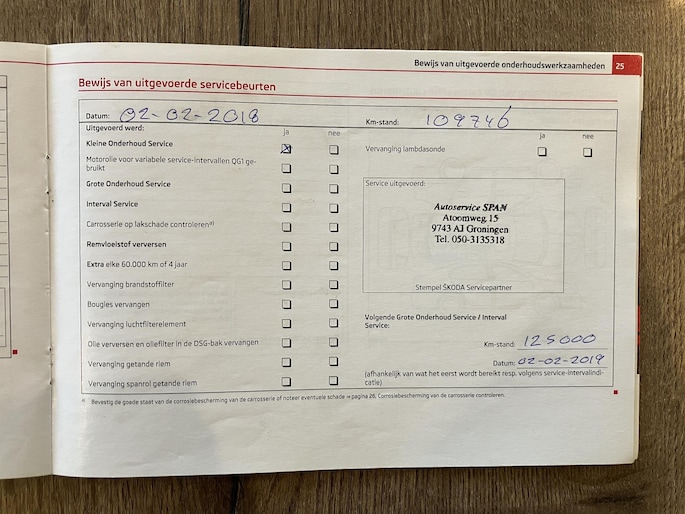 Bewijs van uitgevoerde onderhoudswerkzaamheden 25
Bewijs van uitgevoerde servicebeurten
Datum: 02-02-2018 Km-stand: 109746
Uitgevoerd werd: ja nee
Kleine Onderhoud Service
Motorolie voor variabele service-intervallen QG1 ge-
bruikt
Grote Onderhoud Service
Interval Service
Carrosserie op lakschade controleren a)
Remvloeistof verversen
Extra elke 60.000 km of 4 jaar
Vervanging brandstoffilter
Bougies vervangen
Vervanging luchtfilterelement
Olie verversen en oliefilter in de DSG-bak vervangen
Vervanging getande riem
Vervanging spanrol getande riem
ja nee
Vervanging lambdasonde
Service uitgevoerd:
Autoservice SPAN
Atoomweg 15
9743 AJ Groningen
Tel. 050-3135318
Stempel ŠKODA Servicepartner
Volgende Grote Onderhoud Service / Interval
Service:
Km-stand: 125000
Datum: 02-02-2019
(afhankelijk van wat het eerst wordt bereikt resp. volgens service-intervalindi-
catie)
a) Bevestig de goede staat van de corrosiebescherming van de carrosserie of noteer eventuele schade ⇒ pagina 26, Corrosiebescherming van de carrosserie controleren.